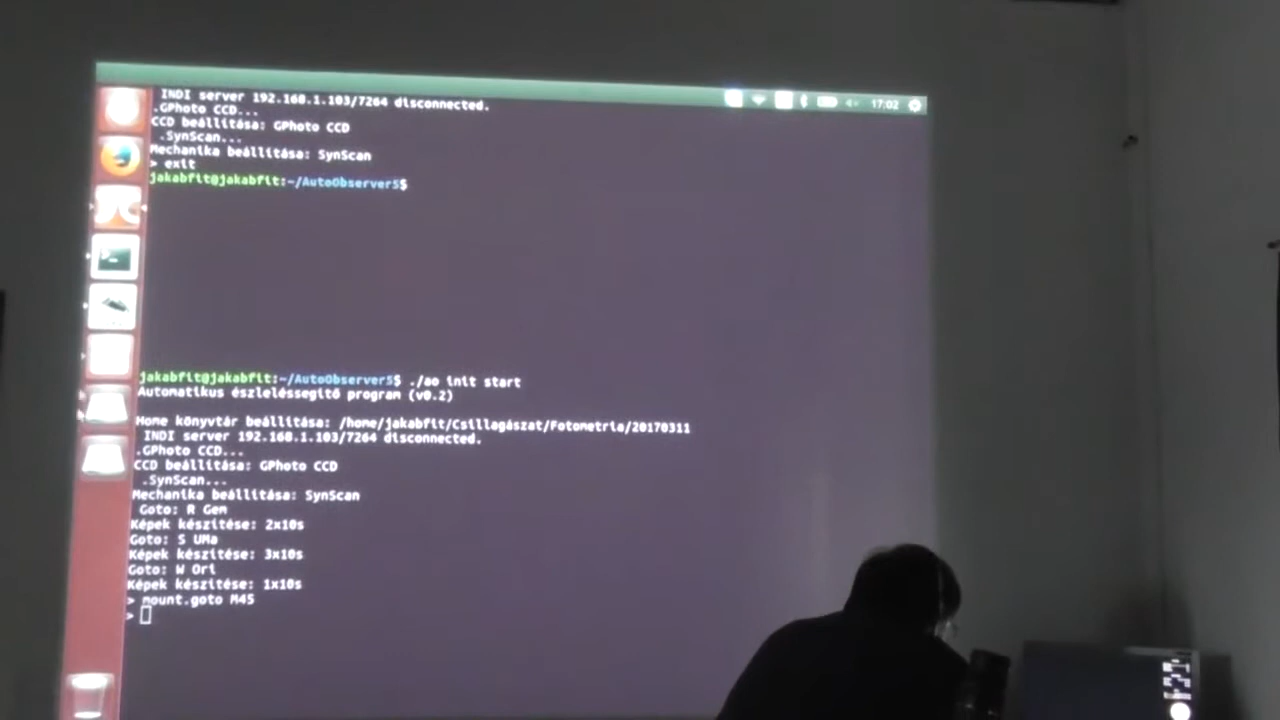 INDI server 192.168.1.103/7264 disconnected.
.GPhoto CCD...
CCD beállítása: GPhoto CCD
.SynScan...
Mechanika beállítása: SynScan
> exit
jakabfit@jakabfit:~/AutoObserver5$
17:02
jakabfit@jakabfit:~/AutoObserver5$ ./ao init start
Automatikus észleléssegítő program (v0.2)
Home könyvtár beállítása: /home/jakabfit/Csillagászat/Fotometria/20170311
INDI server 192.168.1.103/7264 disconnected.
.GPhoto CCD...
CCD beállítása: GPhoto CCD
.SynScan...
Mechanika beállítása: SynScan
Goto: R Gem
Képek készítése: 2x10s
Goto: S UMa
Képek készítése: 3x10s
Goto: W Ori
Képek készítése: 1x10s
> mount.goto M45
>